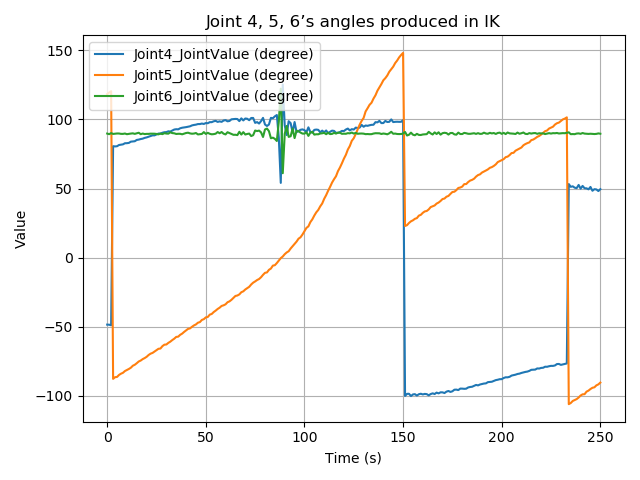 Joint 4, 5, 6’s angles produced in IK
Joint4_JointValue (degree)
Joint5_JointValue (degree)
Joint6_JointValue (degree)
Value
150
100
50
0
−50
−100
0 50 100 150 200 250
Time (s)